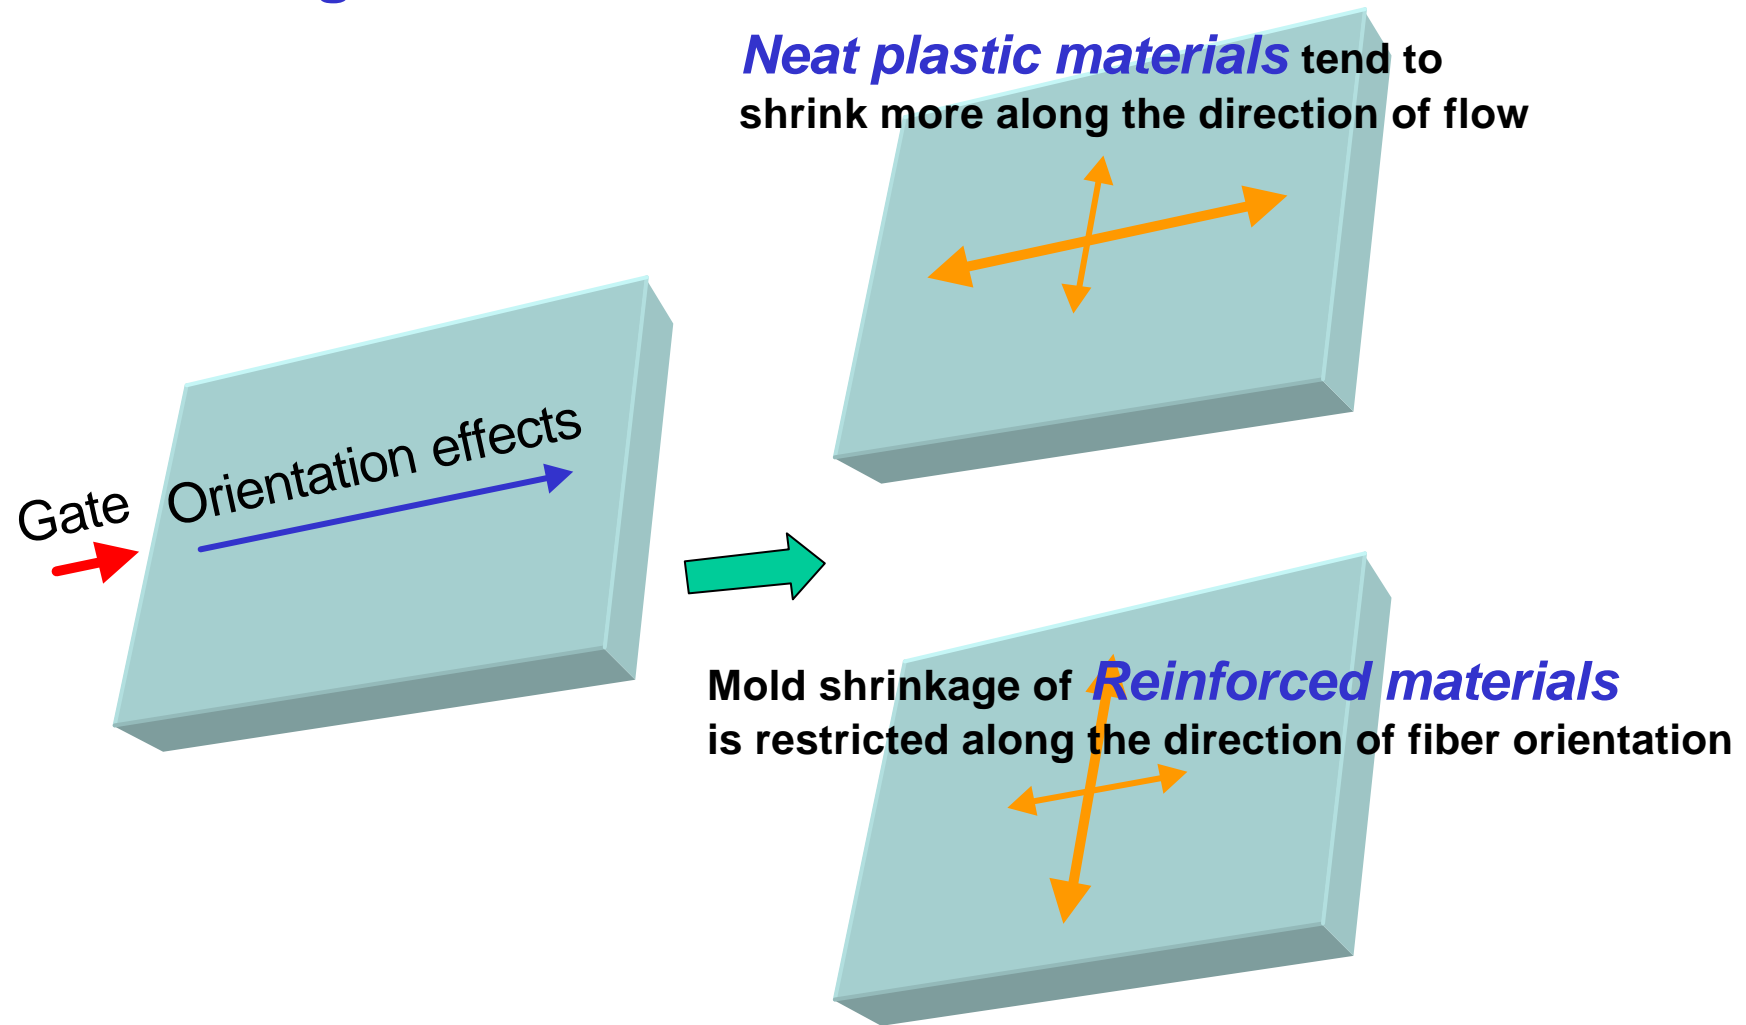 Neat plastic materials tend to
shrink more along the direction of flow
Gate Orientation effects
Mold shrinkage of Reinforced materials
is restricted along the direction of fiber orientation